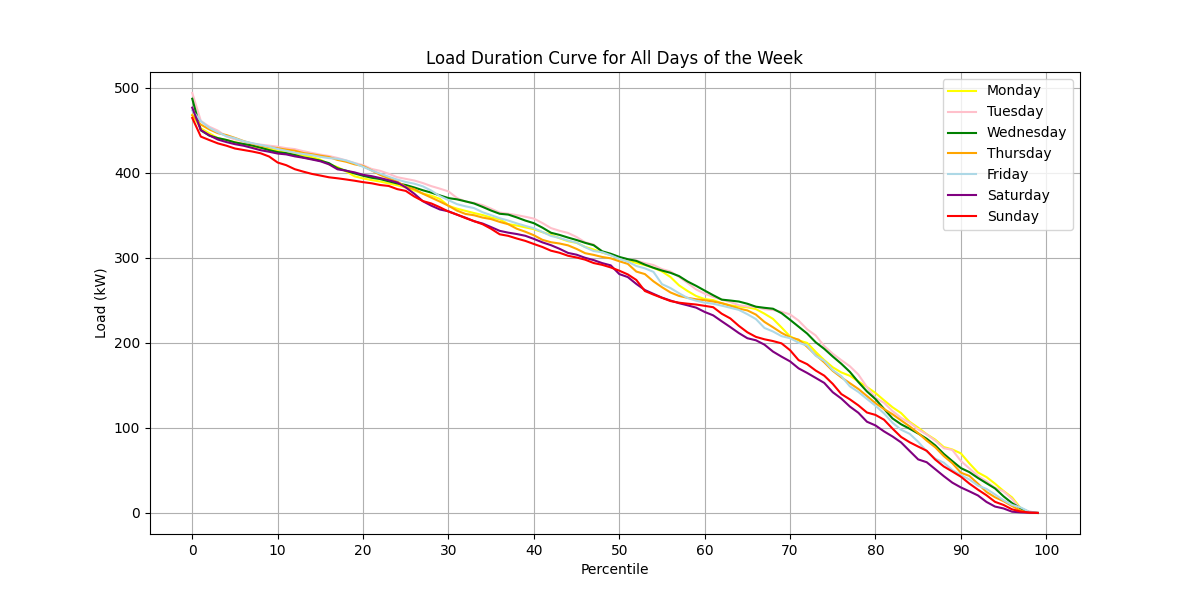 Load Duration Curve for All Days of the Week
500
400
300
200
100
0
Load (kW)
Monday
Tuesday
Wednesday
Thursday
Friday
Saturday
Sunday
0 10 20 30 40 50 60 70 80 90 100
Percentile